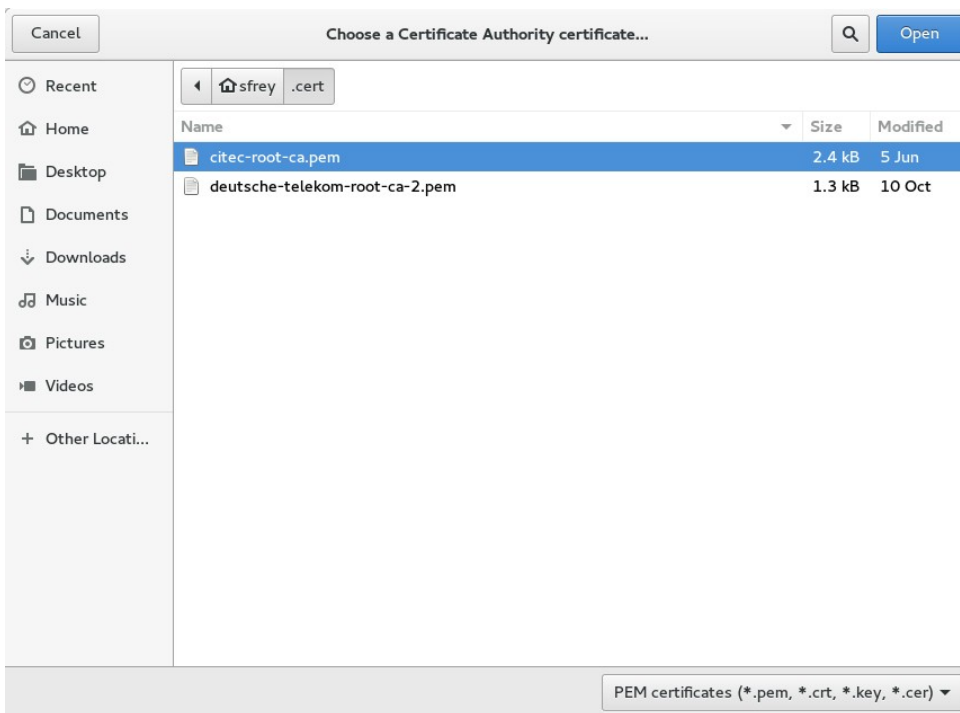 Cancel Choose a Certificate Authority certificate... Open
Recent
Home
Desktop
Documents
Downloads
Music
Pictures
Videos
+ Other Locati...
sfrey .cert
Name Size Modified
citec-root-ca.pem 2.4 kB 5 Jun
deutsche-telekom-root-ca-2.pem 1.3 kB 10 Oct
PEM certificates (*.pem, *.crt, *.key, *.cer)